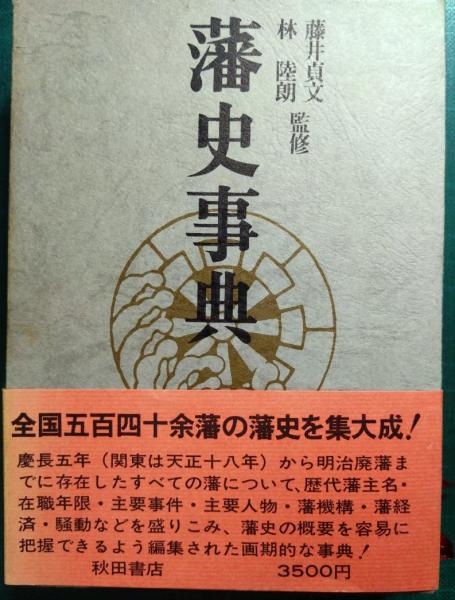 藤井貞文
林 陸朗 監修
藩史事典
全国五百四十余藩の藩史を集大成!
慶長五年（関東は天正十八年）から明治廃藩ま
でに存在したすべての藩について、歴代藩主名・
在職年限・主要事件・主要人物・藩機構・藩経
済・騒動などを盛りこみ、藩史の概要を容易に
把握できるよう編集された画期的な事典!
秋田書店 3500円